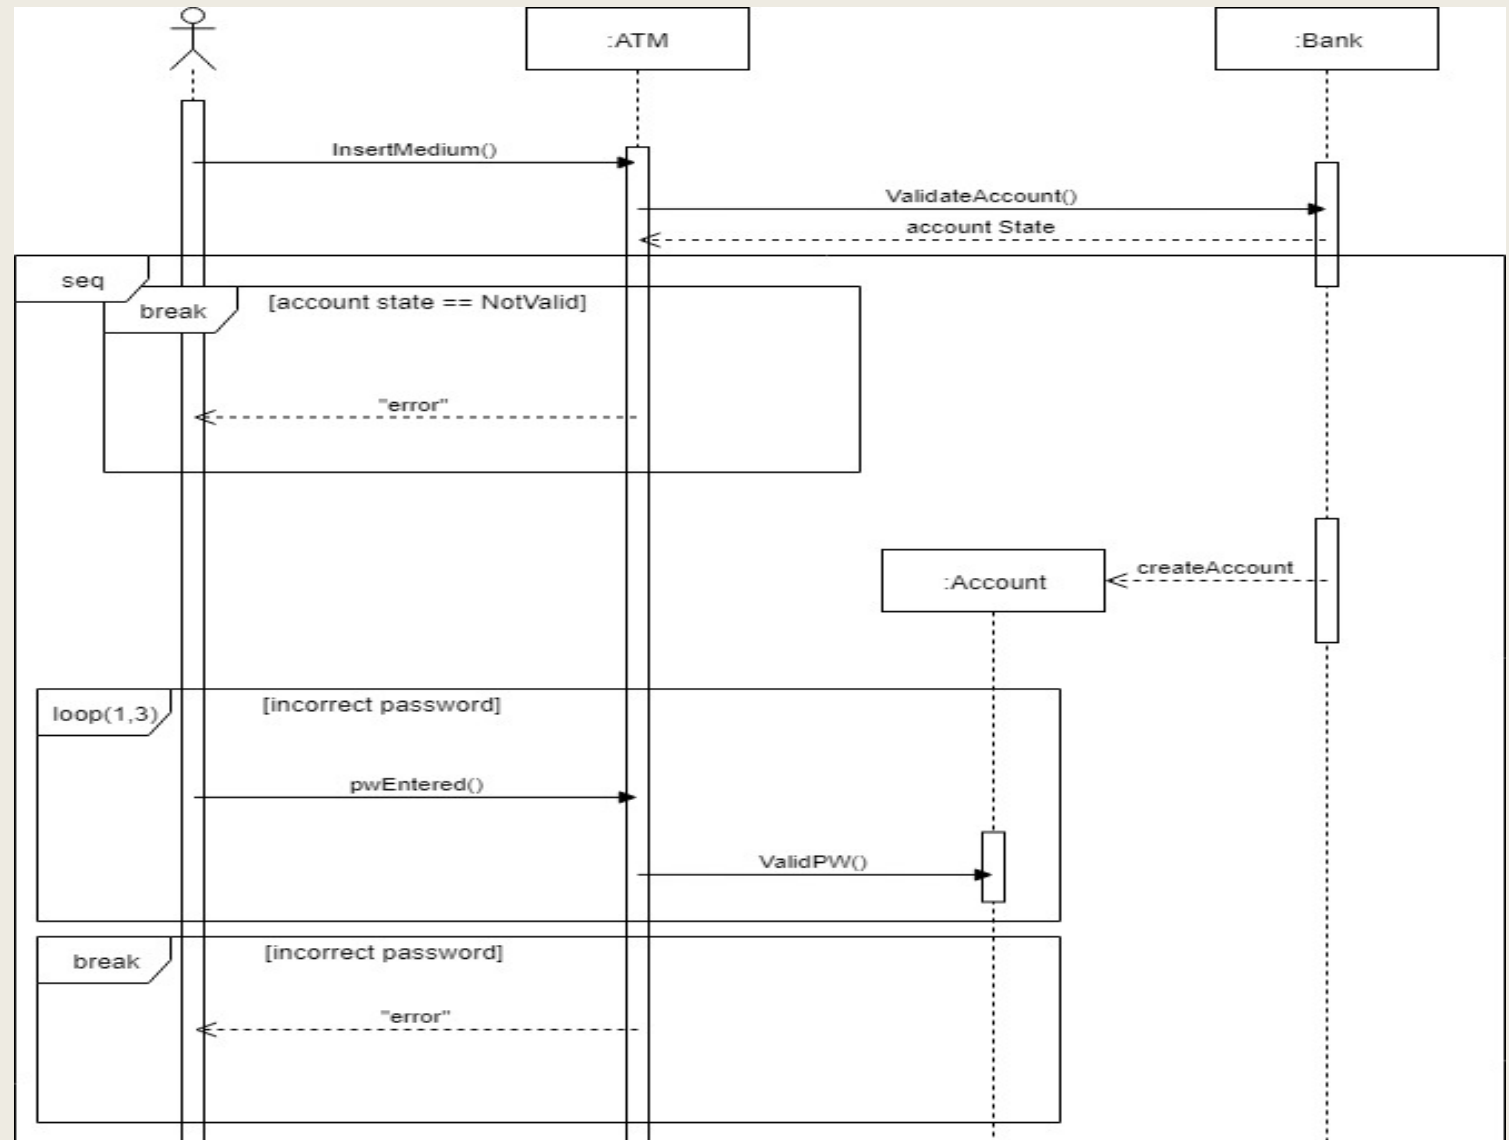 :ATM
:Bank
InsertMedium()
ValidateAccount()
account State
seq
break
[account state == NotValid]
"error"
createAccount
:Account
loop(1,3)
[incorrect password]
pwEntered()
ValidPW()
break
[incorrect password]
"error"